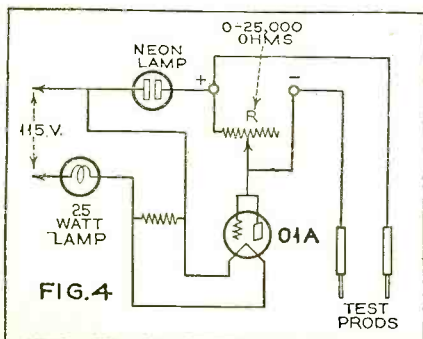 0-25,000
OHMS
NEON
LAMP
+
R
−
115.V.
25
WATT
LAMP
01A
FIG.4
TEST
PRODS